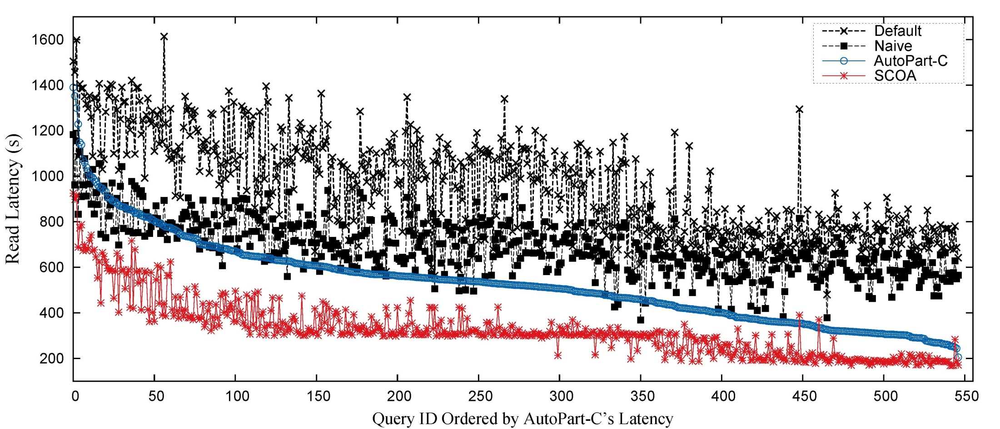 Default
Naive
AutoPart-C
SCOA
1600
1400
1200
1000
800
600
400
200
Read Latency (s)
0 50 100 150 200 250 300 350 400 450 500 550
Query ID Ordered by AutoPart-C’s Latency